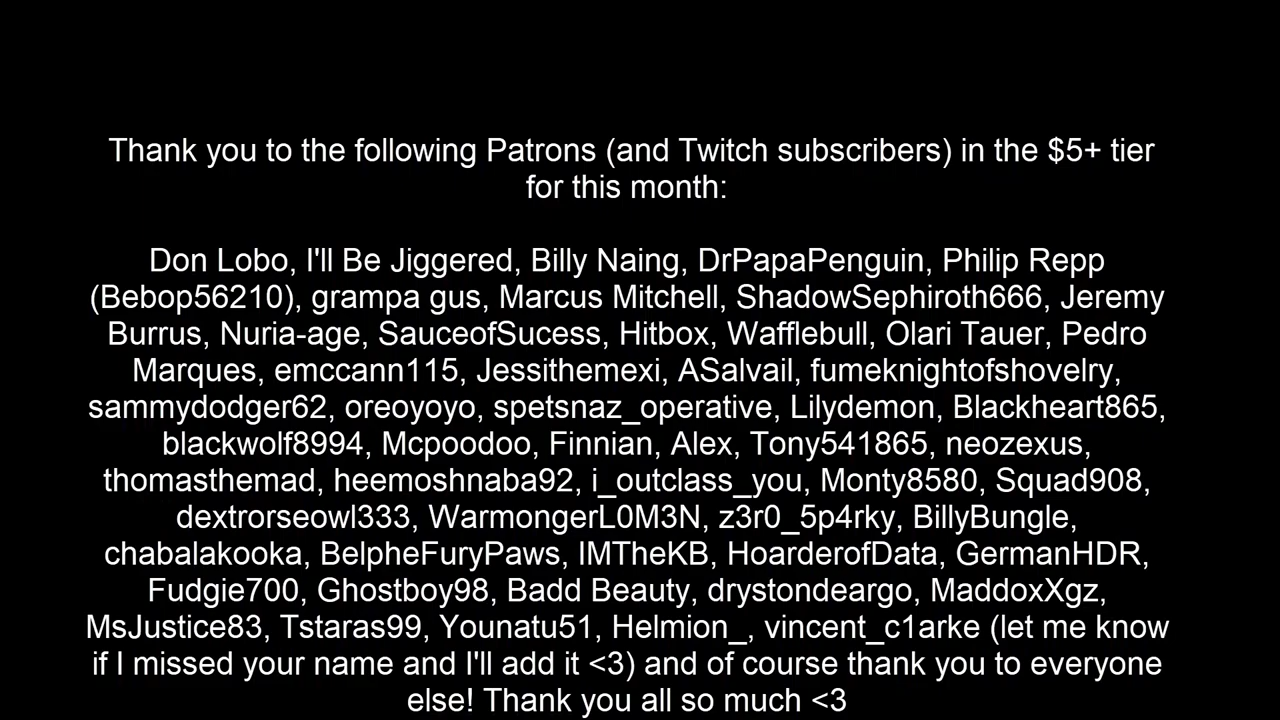 Thank you to the following Patrons (and Twitch subscribers) in the $5+ tier
for this month:
Don Lobo, I'll Be Jiggered, Billy Naing, DrPapaPenguin, Philip Repp
(Bebop56210), grampa gus, Marcus Mitchell, ShadowSephiroth666, Jeremy
Burrus, Nuria-age, SauceofSucess, Hitbox, Wafflebull, Olari Tauer, Pedro
Marques, emccann115, Jessithemexi, ASalvail, fumeknightofshovelry,
sammydodger62, oreoyoyo, spetsnaz_operative, Lilydemon, Blackheart865,
blackwolf8994, Mcpoodoo, Finnian, Alex, Tony541865, neozexus,
thomasthemad, heemoshnaba92, i_outclass_you, Monty8580, Squad908,
dextrorseowl333, WarmongerL0M3N, z3r0_5p4rky, BillyBungle,
chabalakooka, BelpheFuryPaws, IMTheKB, HoarderofData, GermanHDR,
Fudgie700, Ghostboy98, Badd Beauty, drystondeargo, MaddoxXgz,
MsJustice83, Tstaras99, Younatu51, Helmion_, vincent_c1arke (let me know
if I missed your name and I'll add it <3) and of course thank you to everyone
else! Thank you all so much <3